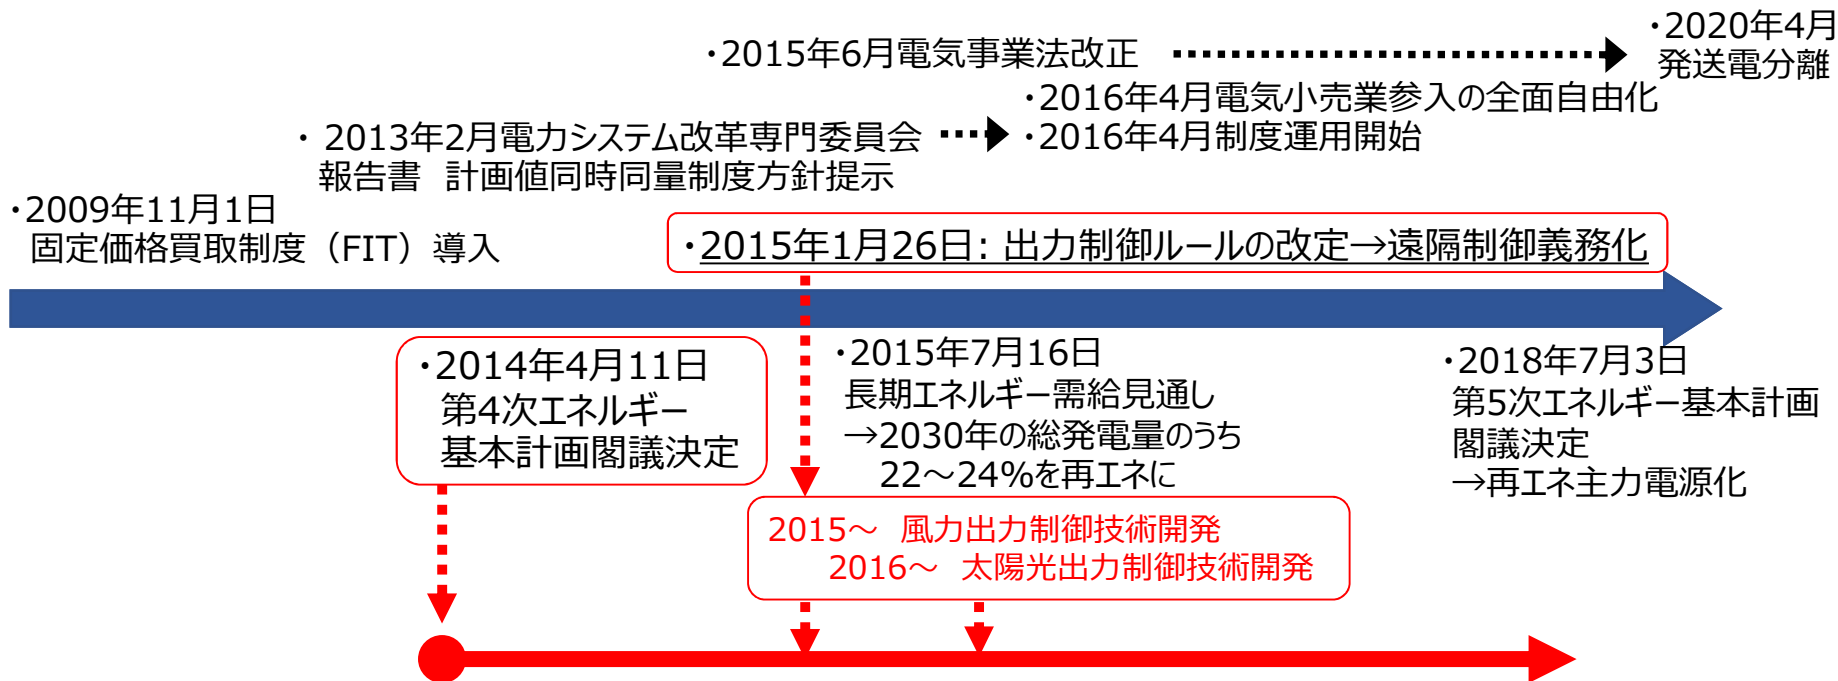 ・2020年4月
発送電分離
・2015年6月電気事業法改正
・2016年4月電気小売業参入の全面自由化
・2016年4月制度運用開始
・ 2013年2月電力システム改革専門委員会
報告書 計画値同時同量制度方針提示
・2009年11月1日
固定価格買取制度（FIT）導入
・2015年1月26日: 出力制御ルールの改定→遠隔制御義務化
・2014年4月11日
第4次エネルギー
基本計画閣議決定
・2015年7月16日
長期エネルギー需給見通し
→2030年の総発電量のうち
22～24%を再エネに
・2018年7月3日
第5次エネルギー基本計画
閣議決定
→再エネ主力電源化
2015～ 風力出力制御技術開発
2016～ 太陽光出力制御技術開発